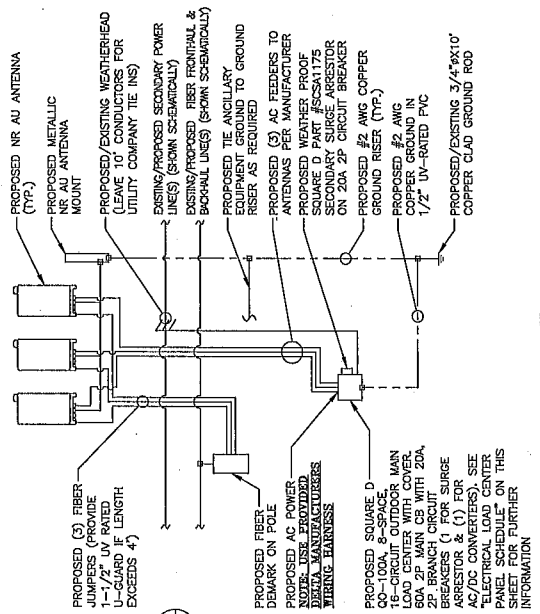 PROPOSED NR AU ANTENNA
(TYP.)
PROPOSED METALLIC
NR AU ANTENNA
MOUNT
PROPOSED/EXISTING WEATHERHEAD
(LEAVE 10' CONDUCTORS FOR
UTILITY COMPANY TIE INS)
EXISTING/PROPOSED SECONDARY POWER
LINE(S) (SHOWN SCHEMATICALLY)
EXISTING/PROPOSED FIBER FRONTHAUL &
BACKHAUL LINE(S) (SHOWN SCHEMATICALLY)
PROPOSED TIE ANCILLARY
EQUIPMENT GROUND TO GROUND
RISER AS REQUIRED
PROPOSED (3) AC FEEDERS TO
ANTENNAS PER MANUFACTURER
PROPOSED WEATHER PROOF
SQUARE D PART #SCSA1175
SECONDARY SURGE ARRESTOR
ON 20A 2P CIRCUIT BREAKER
PROPOSED #2 AWG COPPER
GROUND RISER (TYP.)
PROPOSED #2 AWG
COPPER GROUND IN
1/2" UV-RATED PVC
PROPOSED/EXISTING 3/4"øX10'
COPPER CLAD GROUND ROD
PROPOSED (3) FIBER
JUMPERS (PROVIDE
1-1/2" UV RATED
U-GUARD IF LENGTH
EXCEEDS 4')
PROPOSED FIBER
DEMARK ON POLE
PROPOSED AC POWER
NOTE: USE PROVIDED
DELTA MANUFACTURERS
WIRING EARNESS
PROPOSED SQUARE D
QO-100A, 8-SPACE,
16-CIRCUIT OUTDOOR MAIN
LOAD CENTER WITH COVER.
60A 2P MAIN CB WITH 20A,
2P, BRANCH CIRCUIT
BREAKERS (1 FOR SURGE
ARRESTOR & (1) FOR
AC/DC CONVERTERS). SEE
"ELECTRICAL LOAD CENTER
PANEL SCHEDULE" ON THIS
SHEET FOR FURTHER
INFORMATION